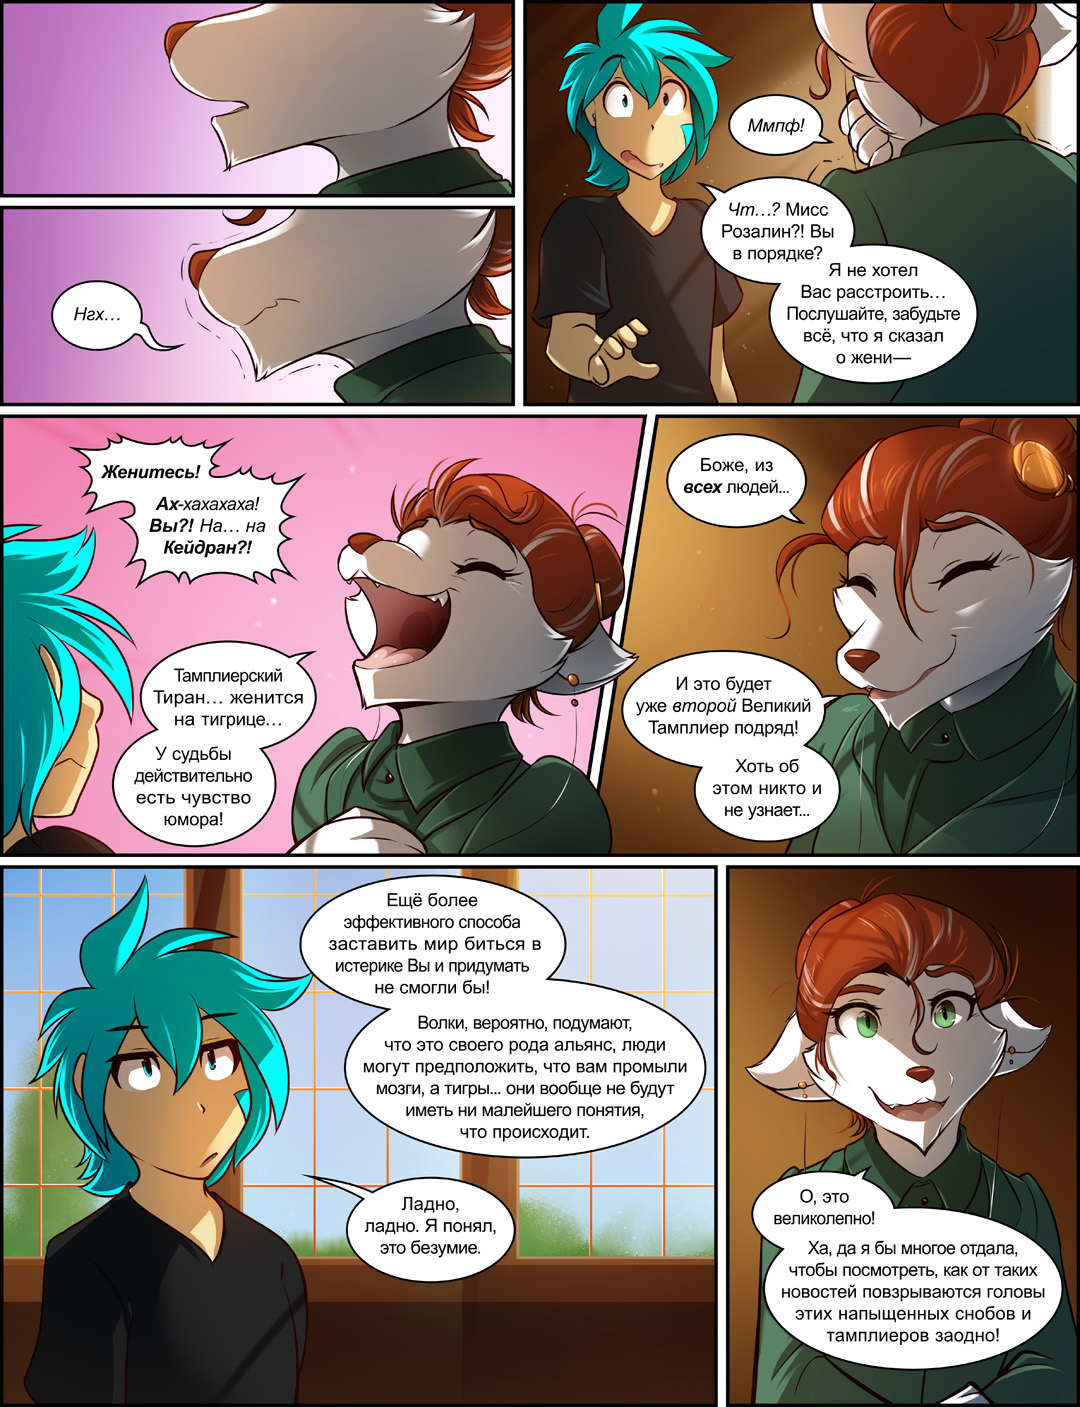 Нгх...
Ммпф!
Чт...? Мисс
Розалин?! Вы
в порядке?
Я не хотел
Вас расстроить...
Послушайте, забудьте
всё, что я сказал
о жени—
Женитесь!
Ах-хахахаха!
Вы?! На... на
Кейдран?!
Тамплиерский
Тиран... женится
на тигрице...
У судьбы
действительно
есть чувство
юмора!
Боже, из
всех людей...
И это будет
уже второй Великий
Тамплиер подряд!
Хоть об
этом никто и
не узнает...
Ещё более
эффективного способа
заставить мир биться в
истерике Вы и придумать
не смогли бы!
Волки, вероятно, подумают,
что это своего рода альянс, люди
могут предположить, что вам промыли
мозги, а тигры... они вообще не будут
иметь ни малейшего понятия,
что происходит.
Ладно,
ладно. Я понял,
это безумие.
О, это
великолепно!
Ха, да я бы многое отдала,
чтобы посмотреть, как от таких
новостей повзрываются головы
этих напыщенных снобов и
тамплиеров заодно!